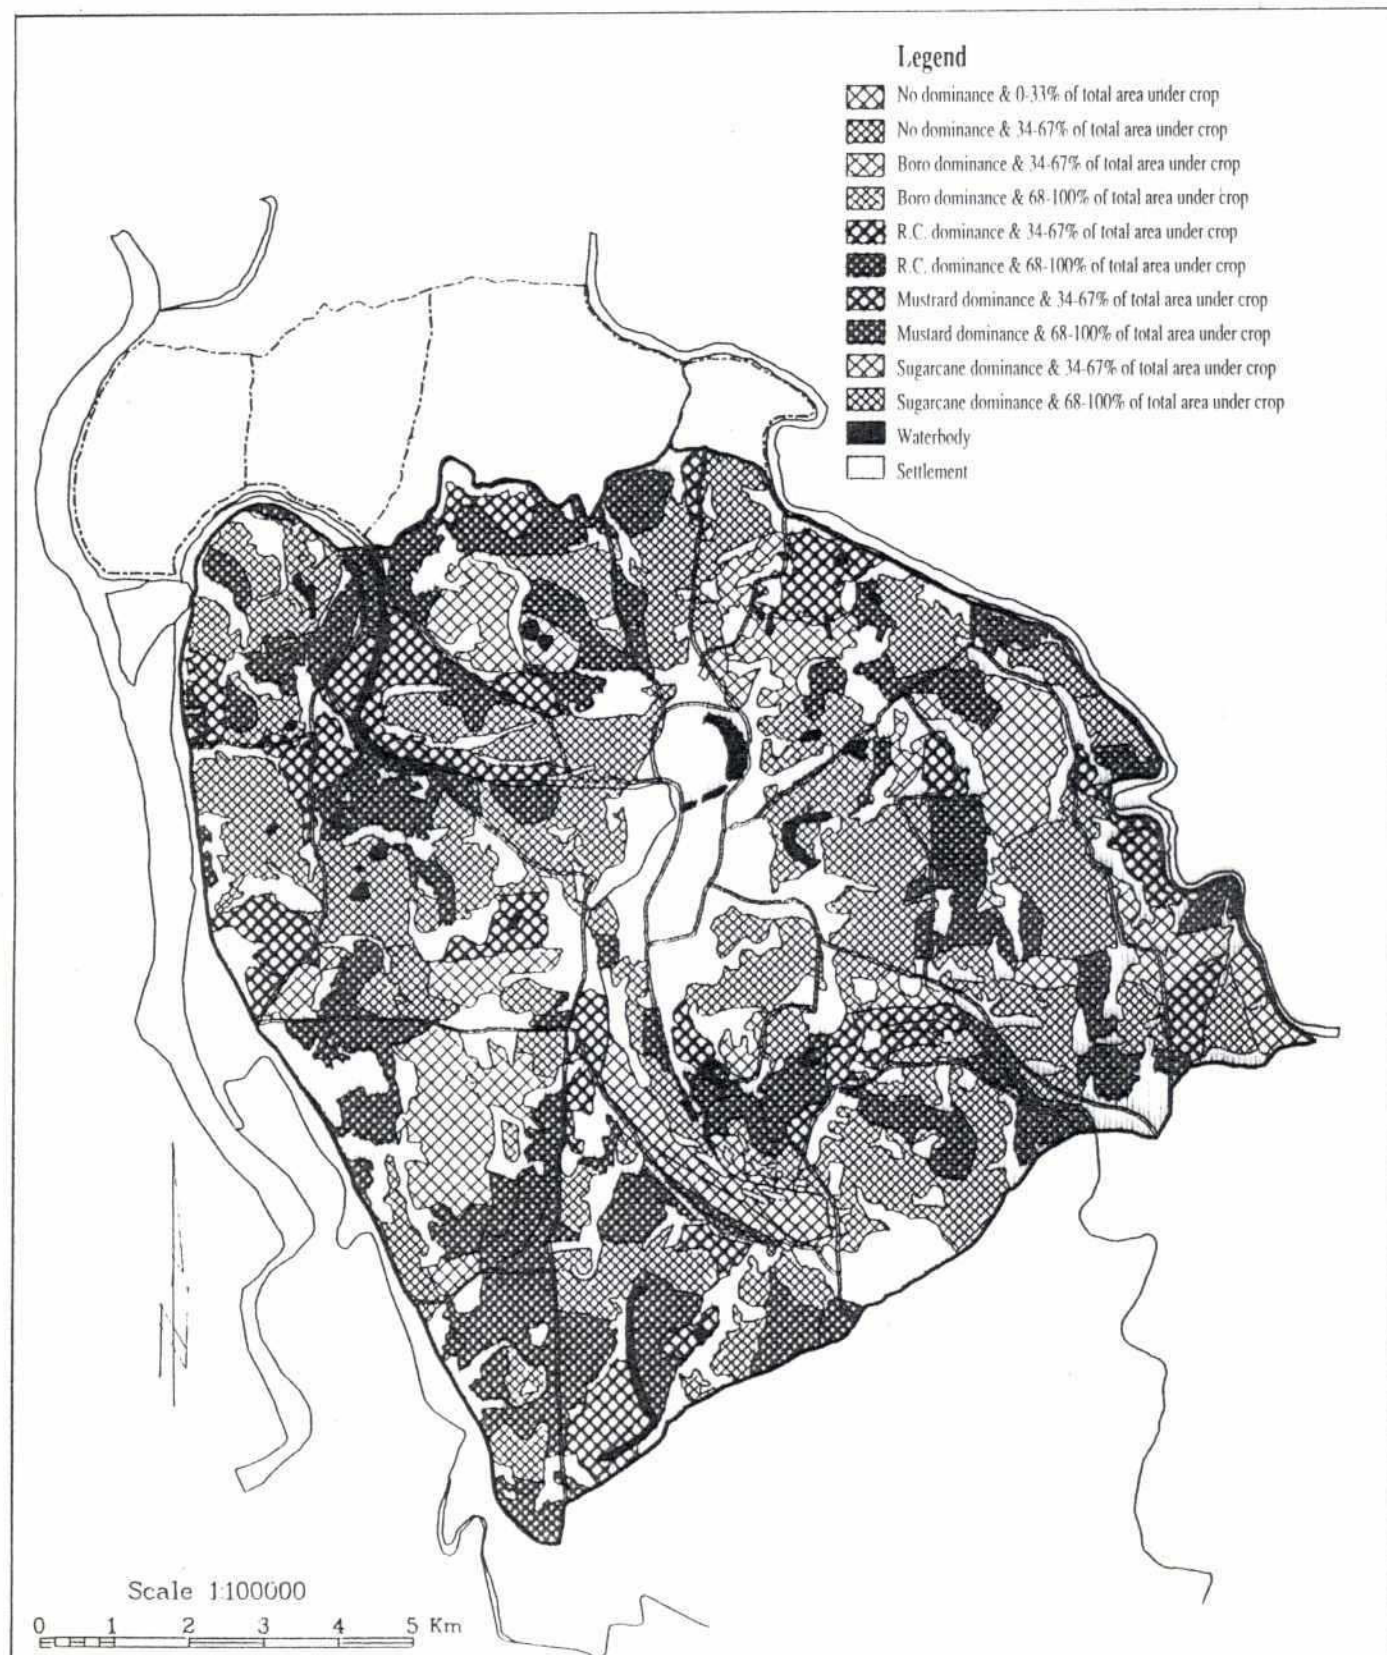 Legend
No dominance & 0-33% of total area under crop
No dominance & 34-67% of total area under crop
Boro dominance & 34-67% of total area under crop
Boro dominance & 68-100% of total area under crop
R.C. dominance & 34-67% of total area under crop
R.C. dominance & 68-100% of total area under crop
Mustrard dominance & 34-67% of total area under crop
Mustard dominance & 68-100% of total area under crop
Sugarcane dominance & 34-67% of total area under crop
Sugarcane dominance & 68-100% of total area under crop
Waterbody
Settlement
Scale 1:100000
0 1 2 3 4 5 Km